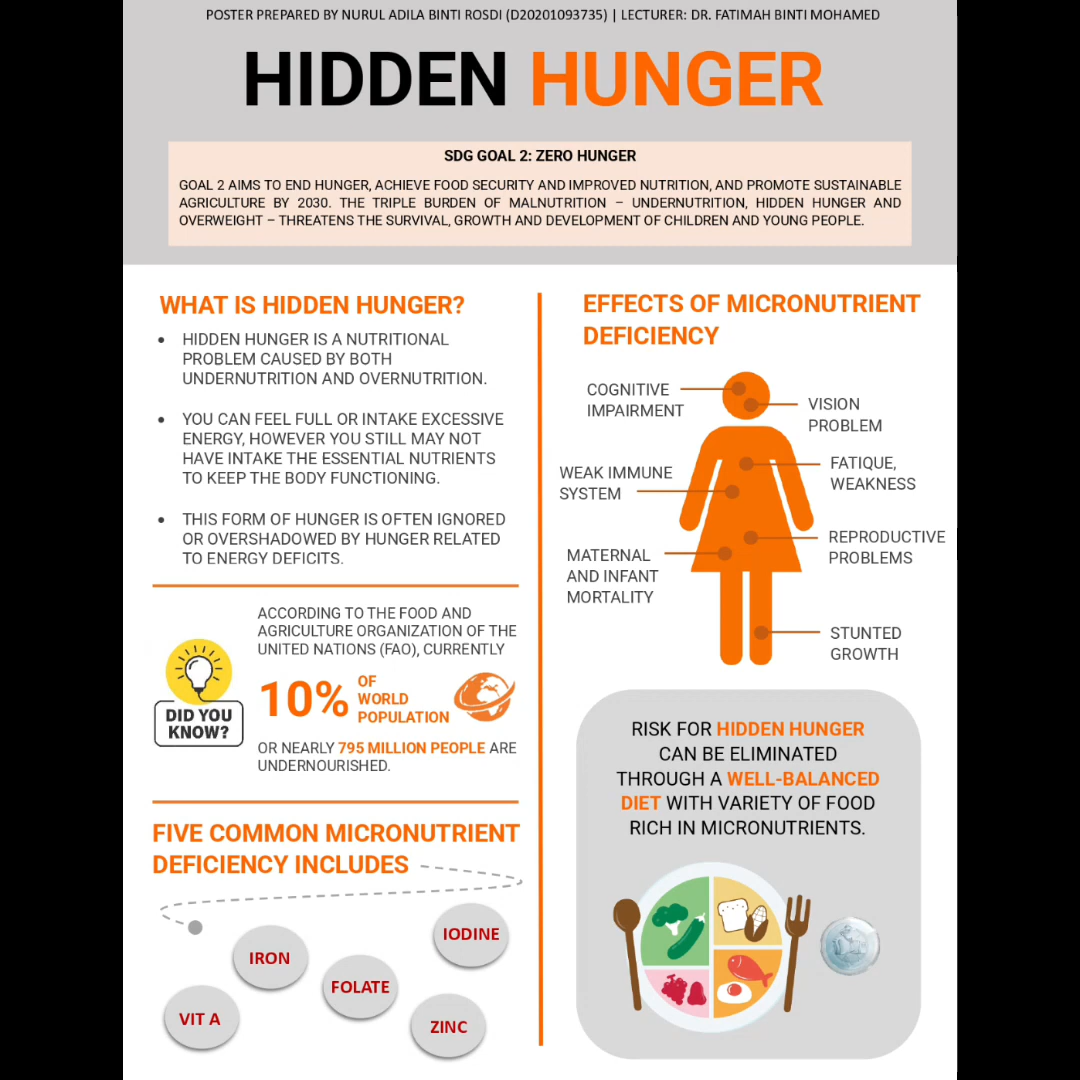 POSTER PREPARED BY NURUL ADILA BINTI ROSDI (D20201093735) | LECTURER: DR. FATIMAH BINTI MOHAMED
HIDDEN HUNGER
SDG GOAL 2: ZERO HUNGER
GOAL 2 AIMS TO END HUNGER, ACHIEVE FOOD SECURITY AND IMPROVED NUTRITION, AND PROMOTE SUSTAINABLE
AGRICULTURE BY 2030. THE TRIPLE BURDEN OF MALNUTRITION – UNDERNUTRITION, HIDDEN HUNGER AND
OVERWEIGHT – THREATENS THE SURVIVAL, GROWTH AND DEVELOPMENT OF CHILDREN AND YOUNG PEOPLE.
WHAT IS HIDDEN HUNGER?
• HIDDEN HUNGER IS A NUTRITIONAL
PROBLEM CAUSED BY BOTH
UNDERNUTRITION AND OVERNUTRITION.
• YOU CAN FEEL FULL OR INTAKE EXCESSIVE
ENERGY, HOWEVER YOU STILL MAY NOT
HAVE INTAKE THE ESSENTIAL NUTRIENTS
TO KEEP THE BODY FUNCTIONING.
• THIS FORM OF HUNGER IS OFTEN IGNORED
OR OVERSHADOWED BY HUNGER RELATED
TO ENERGY DEFICITS.
DID YOU
KNOW?
ACCORDING TO THE FOOD AND
AGRICULTURE ORGANIZATION OF THE
UNITED NATIONS (FAO), CURRENTLY
10%
OF
WORLD
POPULATION
OR NEARLY 795 MILLION PEOPLE ARE
UNDERNOURISHED.
FIVE COMMON MICRONUTRIENT
DEFICIENCY INCLUDES
IODINE
IRON
FOLATE
VIT A
ZINC
EFFECTS OF MICRONUTRIENT
DEFICIENCY
COGNITIVE
IMPAIRMENT
VISION
PROBLEM
WEAK IMMUNE
SYSTEM
FATIQUE,
WEAKNESS
MATERNAL
AND INFANT
MORTALITY
REPRODUCTIVE
PROBLEMS
STUNTED
GROWTH
RISK FOR HIDDEN HUNGER
CAN BE ELIMINATED
THROUGH A WELL-BALANCED
DIET WITH VARIETY OF FOOD
RICH IN MICRONUTRIENTS.